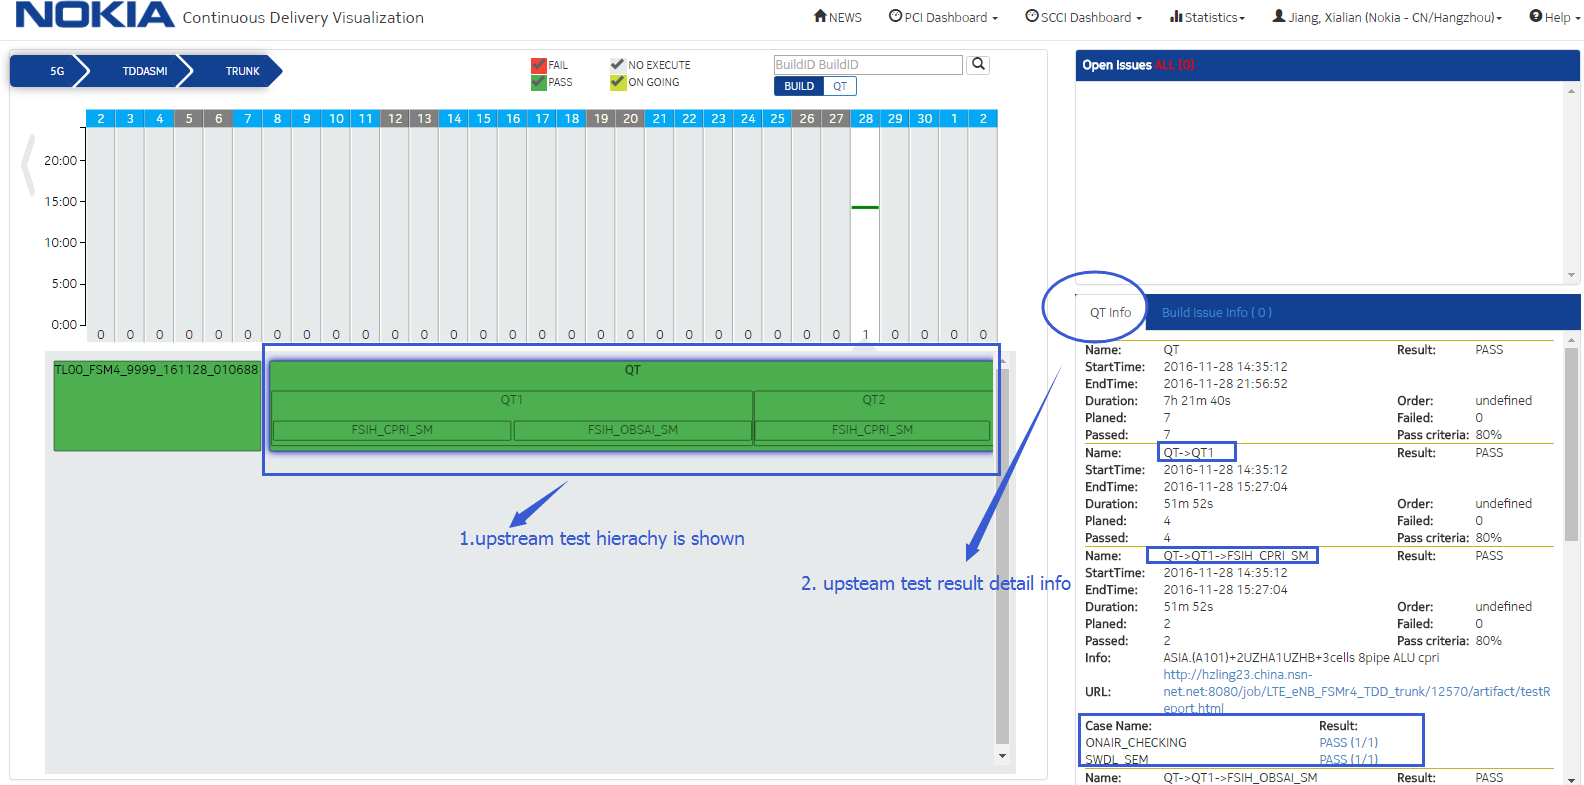 NOKIA Continuous Delivery Visualization
NEWS PCI Dashboard SCCI Dashboard Statistics Jiang, Xialian (Nokia - CN/Hangzhou) Help
5G TDDASMI TRUNK
FAIL NO EXECUTE
PASS ON GOING
BuildID BuildID
BUILD QT
2 3 4 5 6 7 8 9 10 11 12 13 14 15 16 17 18 19 20 21 22 23 24 25 26 27 28 29 30 1 2
20:00
15:00
10:00
5:00
0:00
0 0 0 0 0 0 0 0 0 0 0 0 0 0 0 0 0 0 0 0 0 0 0 0 0 0 1 0 0 0 0
TL00_FSM4_9999_161128_010688 QT
QT1 QT2
FSIH_CPRI_SM FSIH_OBSAI_SM FSIH_CPRI_SM
1.upstream test hierachy is shown
2. upsteam test result detail info
Open Issues ALL (0)
QT Info Build Issue Info ( 0 )
Name: QT Result: PASS
StartTime: 2016-11-28 14:35:12
EndTime: 2016-11-28 21:56:52
Duration: 7h 21m 40s Order: undefined
Planed: 7 Failed: 0
Passed: 7 Pass criteria: 80%
Name: QT->QT1 Result: PASS
StartTime: 2016-11-28 14:35:12
EndTime: 2016-11-28 15:27:04
Duration: 51m 52s Order: undefined
Planed: 4 Failed: 0
Passed: 4 Pass criteria: 80%
Name: QT->QT1->FSIH_CPRI_SM Result: PASS
StartTime: 2016-11-28 14:35:12
EndTime: 2016-11-28 15:27:04
Duration: 51m 52s Order: undefined
Planed: 2 Failed: 0
Passed: 2 Pass criteria: 80%
Info: ASIA.(A101)+2UZHA1UZHB+3cells 8pipe ALU cpri
http://hzling23.china.nsn-
URL: net.net:8080/job/LTE_eNB_FSMr4_TDD_trunk/12570/artifact/testR
eport.html
Case Name: Result:
ONAIR_CHECKING PASS (1/1)
SWDL_SEM PASS (1/1)
Name: QT->QT1->FSIH_OBSAI_SM Result: PASS